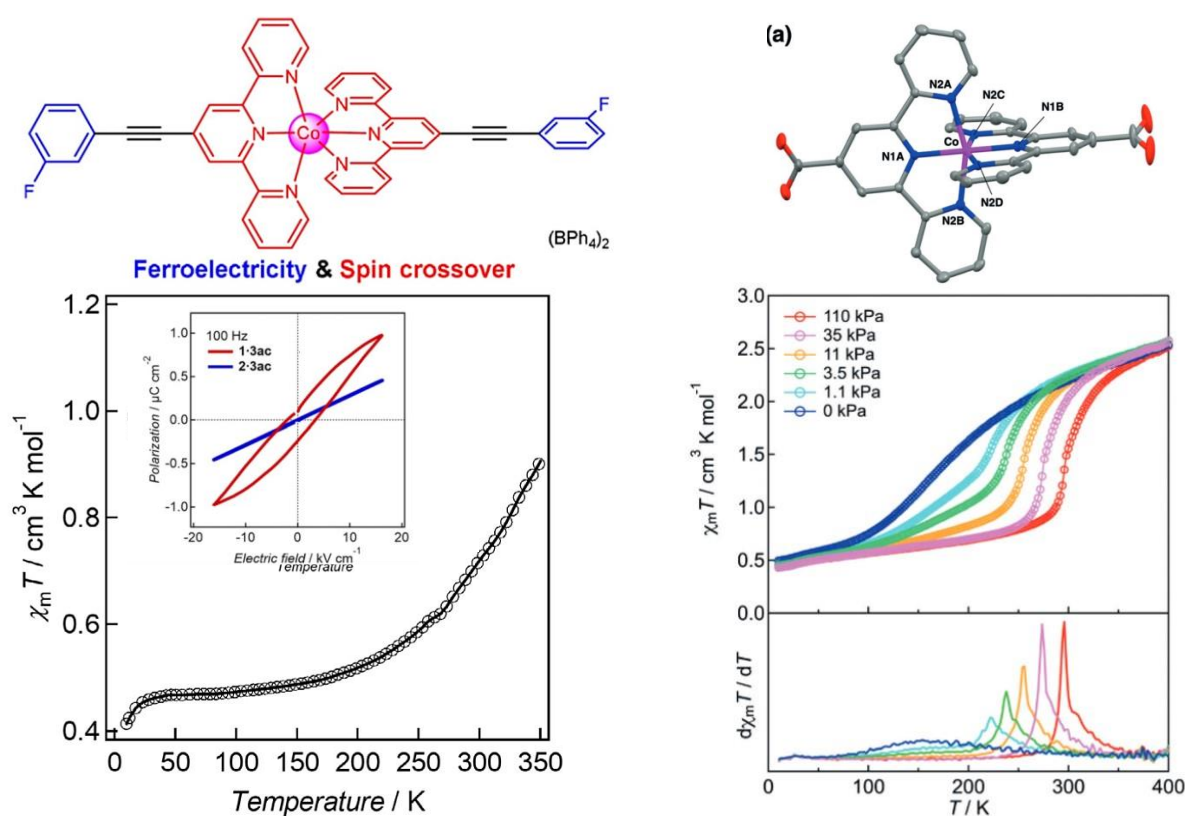 F
N
N
N
Co
N
N
N
F
(BPh4)2
Ferroelectricity & Spin crossover
1.2
1.0
0.8
0.6
0.4
χmT / cm3 K mol−1
0 50 100 150 200 250 300 350
Temperature / K
100 Hz
1·3ac
2·3ac
1.0
0.5
0.0
-0.5
-1.0
Polarization / µC cm−2
-20 -10 0 10 20
Electric field / kV cm−1
Temperature
(a)
N2A
N2C
N1B
Co
N1A
N2D
N2B
3.0
2.5
2.0
1.5
1.0
0.5
0.0
χmT / cm3 K mol−1
110 kPa
35 kPa
11 kPa
3.5 kPa
1.1 kPa
0 kPa
dχmT / dT
0 100 200 300 400
T / K